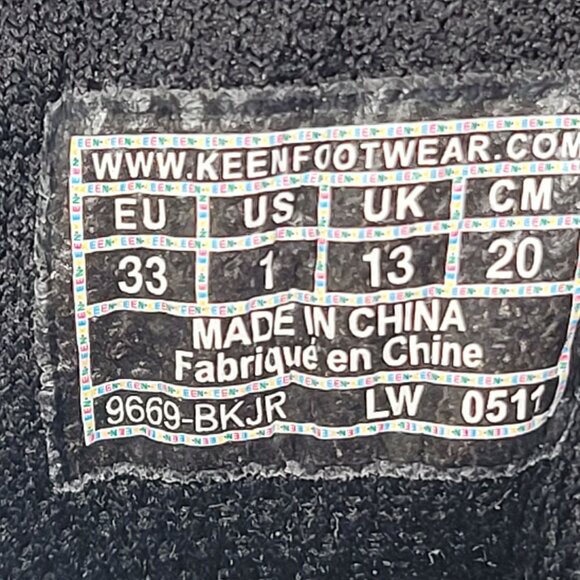 WWW.KEENFOOTWEAR.COM
EU US UK CM
33 1 13 20
MADE IN CHINA
Fabriqué en Chine
9669-BKJR LW 0511